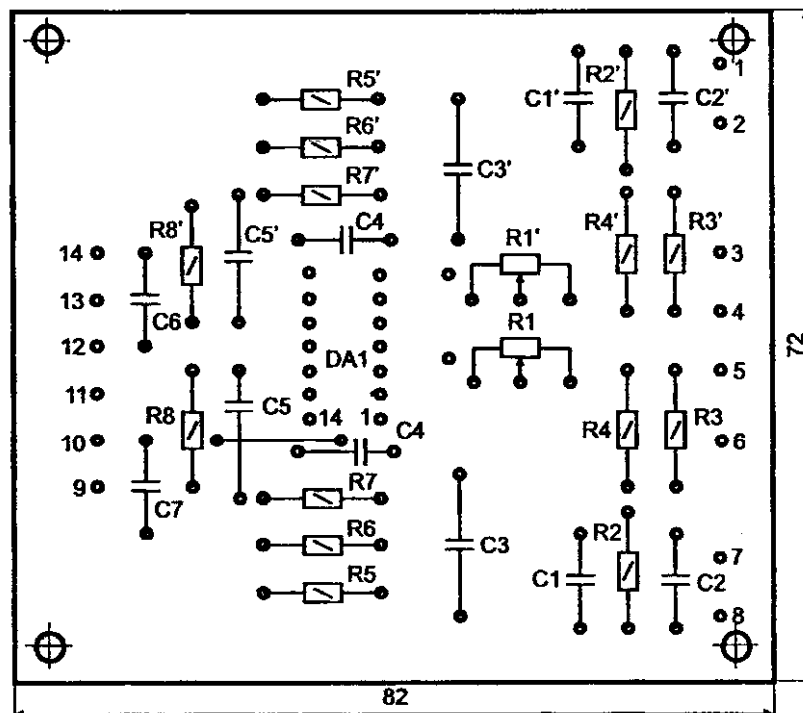 1
R5'
R2'
C1'
C2'
2
R6'
R7'
C3'
R8'
C5'
C4
R4'
R3'
14
R1'
3
13
C6
4
R1
12
DA1
72
5
11
C5
R8
14
1
C4
R4
R3
10
6
9
C7
R7
R6
C3
R2
7
R5
C1
C2
8
82